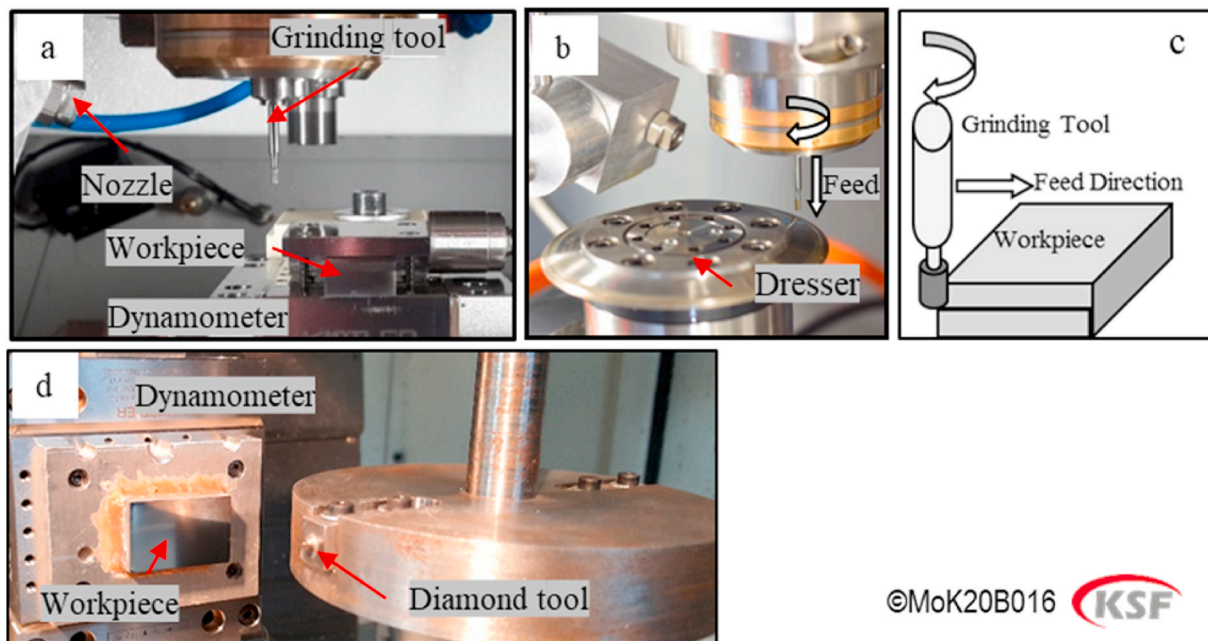 a
Grinding tool
Nozzle
Workpiece
Dynamometer
b
Feed
Dresser
c
Grinding Tool
Feed Direction
Workpiece
d
Dynamometer
Workpiece
Diamond tool
©MoK20B016
KSF